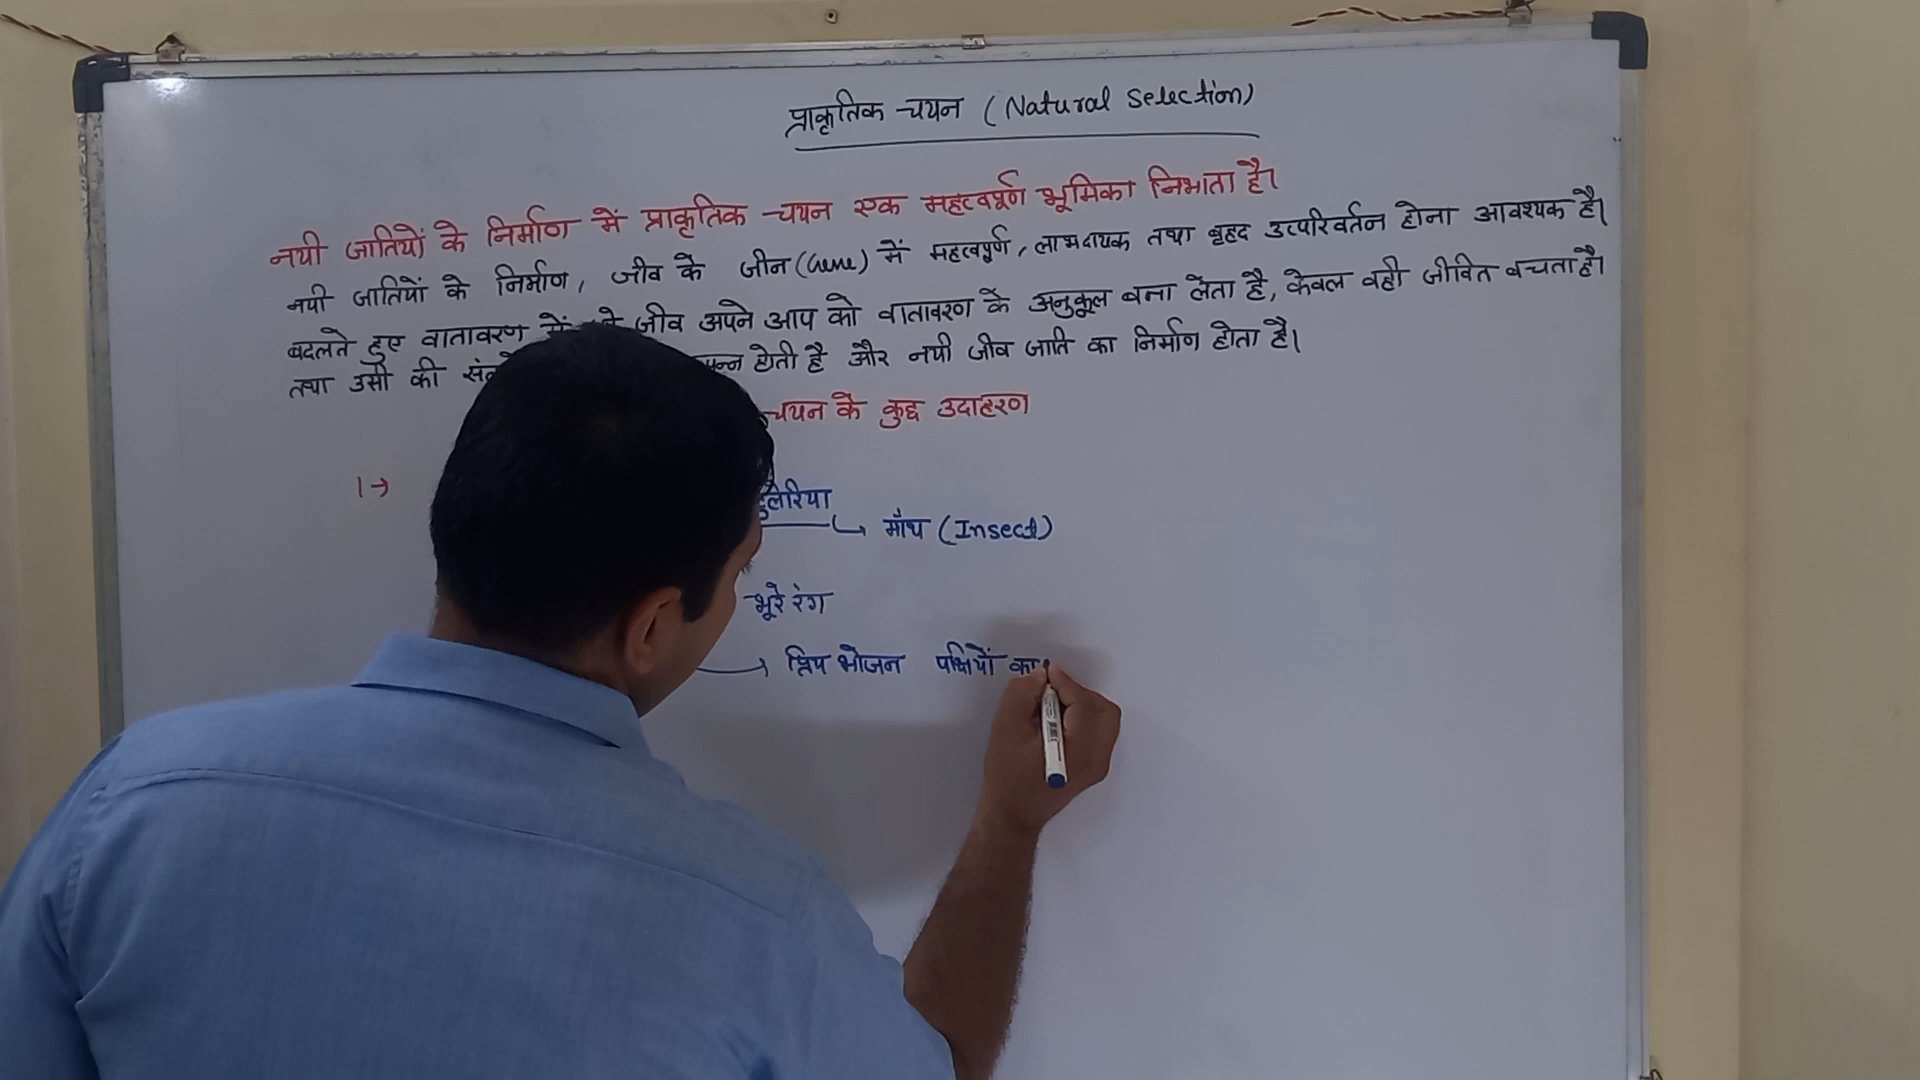 प्राकृतिक चयन (Natural Selection)
नयी जातियों के निर्माण में प्राकृतिक चयन एक महत्वपूर्ण भूमिका निभाता है।
नयी जातियों के निर्माण, जीव के जीन (Gene) में महत्वपूर्ण, लाभदायक तथा वृहद उत्परिवर्तन होना आवश्यक है।
बदलते हुए वातावरण में जीव अपने आप को वातावरण के अनुकूल बना लेता है, केवल वही जीवित बचता है।
तथा उसी की होती है और नयी जीव जाति का निर्माण होता है।
चयन के कुछ उदाहरण
1→
→ मॉथ (Insect)
भूरे रंग
→ प्रिय भोजन पक्षियों का